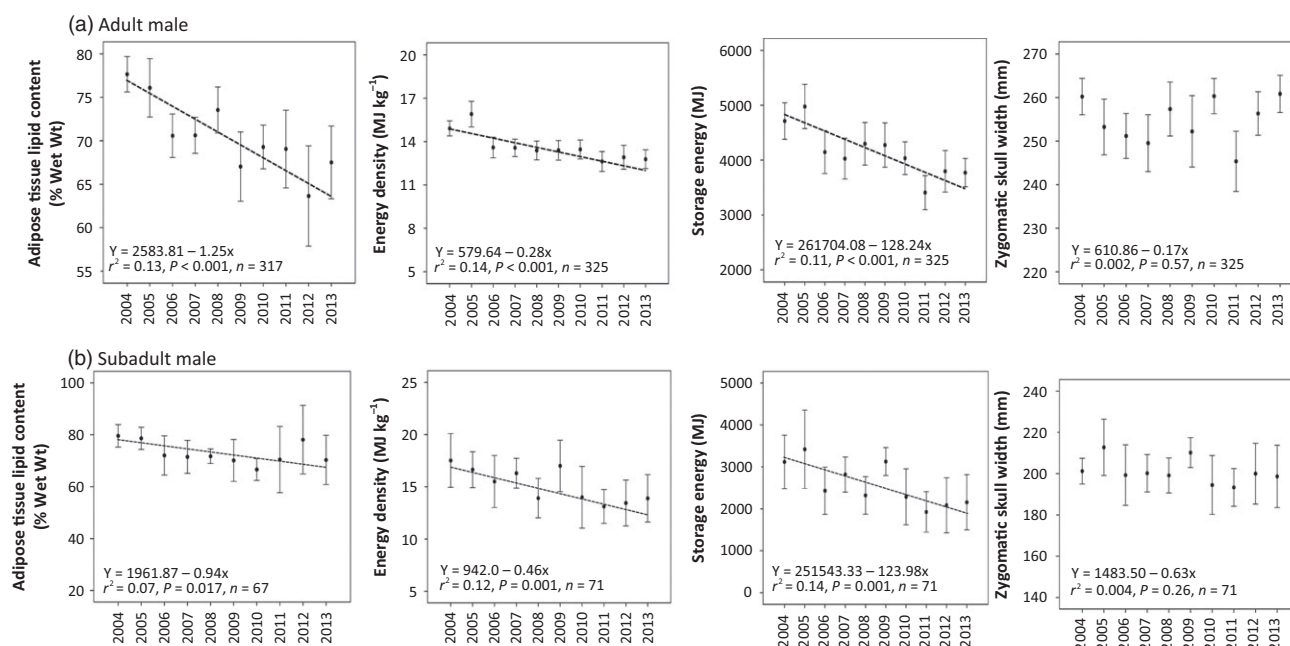 (a) Adult male
Adipose tissue lipid content
(% Wet Wt)
80
75
70
65
60
55
Y = 2583.81 – 1.25x
r² = 0.13, P < 0.001, n = 317
2004 2005 2006 2007 2008 2009 2010 2011 2012 2013
Energy density (MJ kg⁻¹)
20
17
14
11
8
5
Y = 579.64 – 0.28x
r² = 0.14, P < 0.001, n = 325
2004 2005 2006 2007 2008 2009 2010 2011 2012 2013
Storage energy (MJ)
6000
5000
4000
3000
2000
Y = 261704.08 – 128.24x
r² = 0.11, P < 0.001, n = 325
2004 2005 2006 2007 2008 2009 2010 2011 2012 2013
Zygomatic skull width (mm)
270
260
250
240
230
220
Y = 610.86 – 0.17x
r² = 0.002, P = 0.57, n = 325
2004 2005 2006 2007 2008 2009 2010 2011 2012 2013
(b) Subadult male
Adipose tissue lipid content
(% Wet Wt)
100
80
60
40
20
Y = 1961.87 – 0.94x
r² = 0.07, P = 0.017, n = 67
2004 2005 2006 2007 2008 2009 2010 2011 2012 2013
Energy density (MJ kg⁻¹)
25
20
15
10
5
Y = 942.0 – 0.46x
r² = 0.12, P = 0.001, n = 71
2004 2005 2006 2007 2008 2009 2010 2011 2012 2013
Storage energy (MJ)
5000
4000
3000
2000
1000
0
Y = 251543.33 – 123.98x
r² = 0.14, P = 0.001, n = 71
2004 2005 2006 2007 2008 2009 2010 2011 2012 2013
Zygomatic skull width (mm)
240
220
200
180
160
140
Y = 1483.50 – 0.63x
r² = 0.004, P = 0.26, n = 71